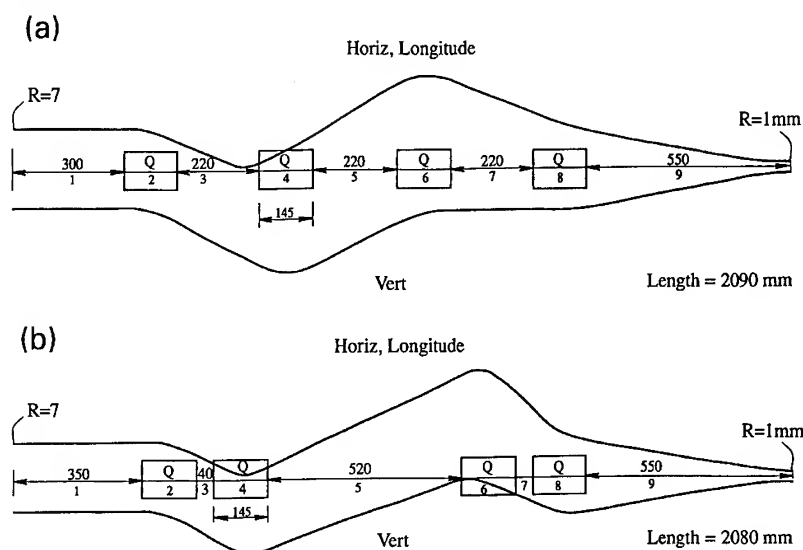 (a)
Horiz, Longitude
R=7
R=1mm
300 Q 220 Q 220 Q 220 Q 550
1 2 3 4 5 6 7 8 9
145
Vert
Length = 2090 mm
(b)
Horiz, Longitude
R=7
R=1mm
350 Q 40 Q 520 Q Q 550
1 2 3 4 5 6 7 8 9
145
Vert
Length = 2080 mm